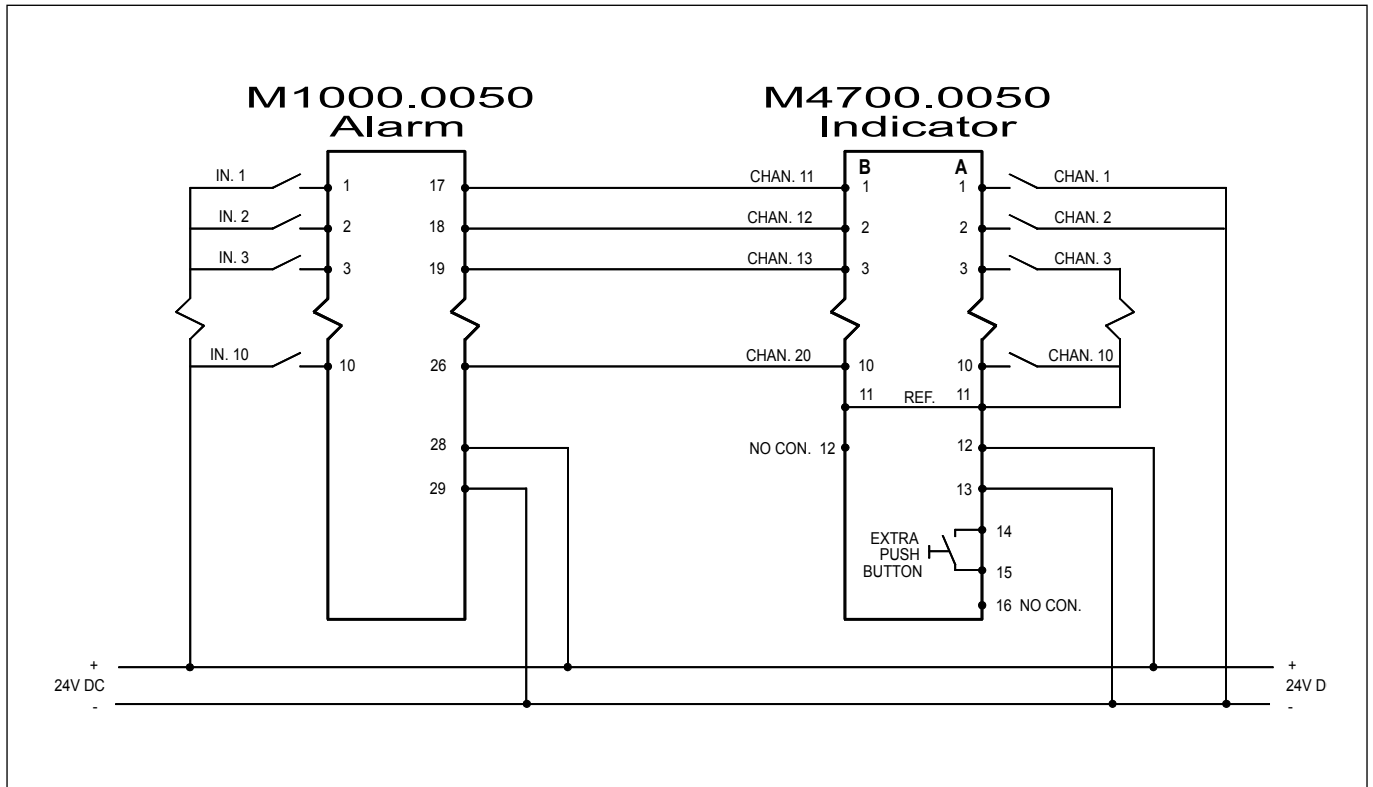 M1000.0050
Alarm
M4700.0050
Indicator
IN. 1
1
17
CHAN. 11
B
A
1
1
CHAN. 1
IN. 2
2
18
CHAN. 12
2
2
CHAN. 2
IN. 3
3
19
CHAN. 13
3
3
CHAN. 3
IN. 10
10
26
CHAN. 20
10
10
CHAN. 10
11
REF.
11
28
NO CON. 12
12
29
13
EXTRA
PUSH
BUTTON
14
15
16 NO CON.
+
24V DC
-
+
24V D
-